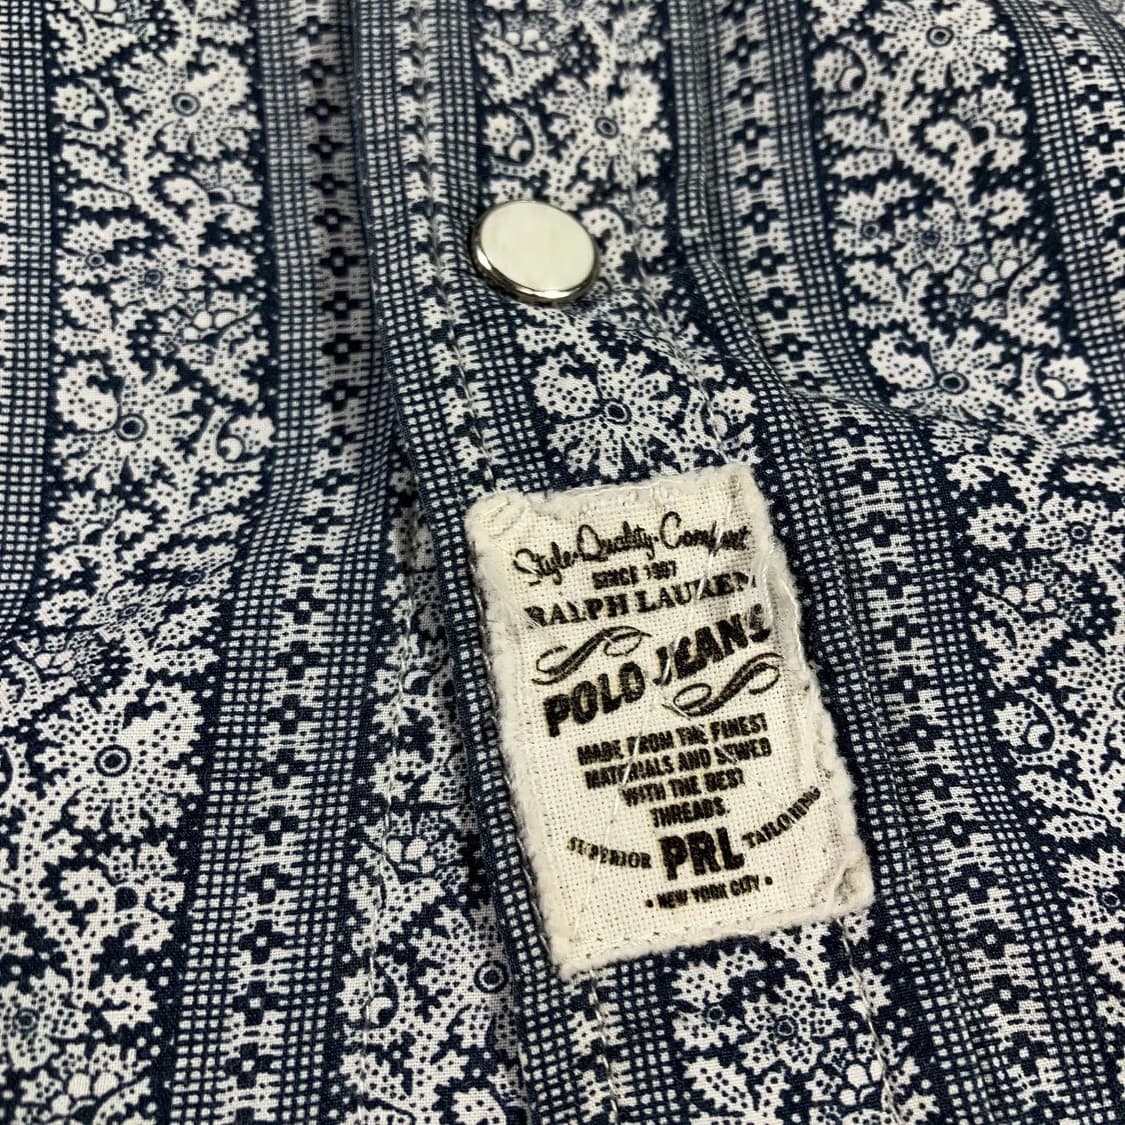 Style·Quality·Comfort
SINCE 1967
RALPH LAUREN
POLO JEANS
MADE FROM THE FINEST
MATERIALS AND SEWED
WITH THE BEST
THREADS
SUPERIOR PRL TAILORING
• NEW YORK CITY •